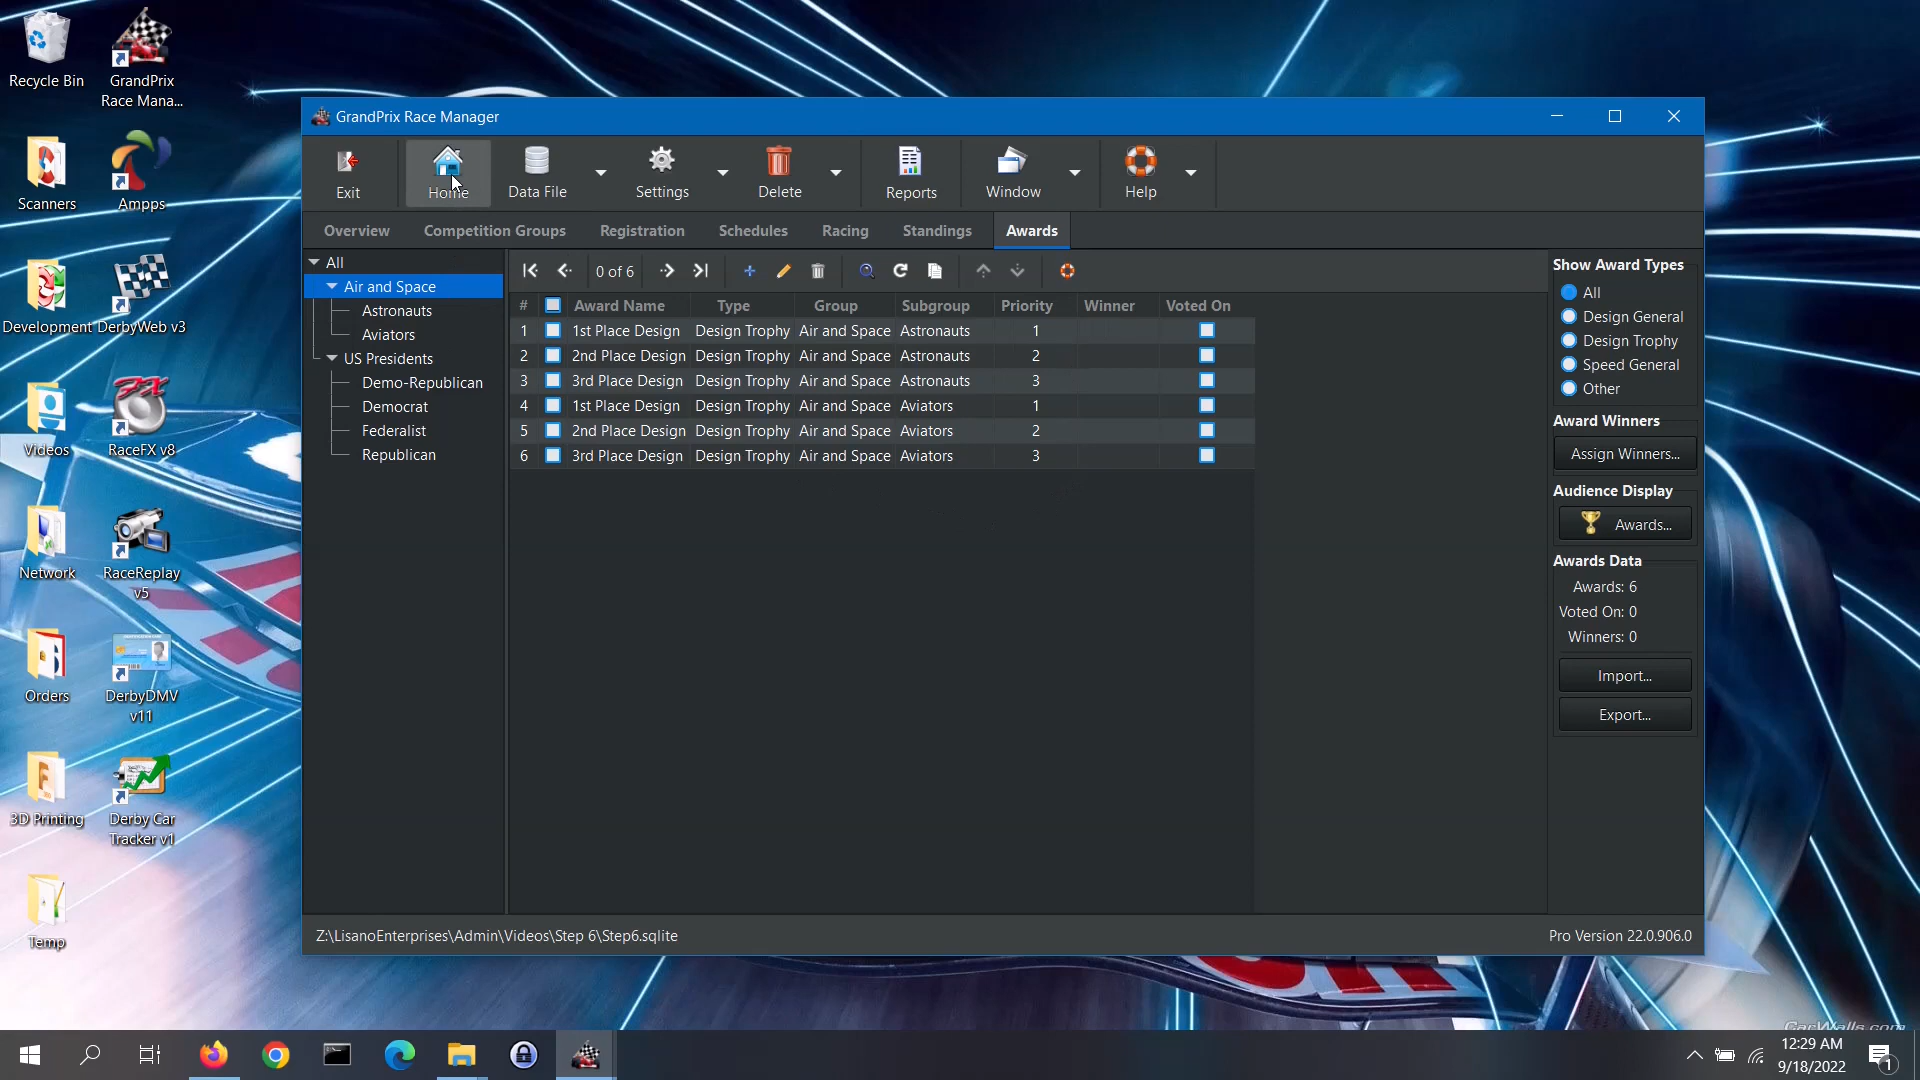 Recycle Bin
GrandPrix
Race Mana...
Scanners
Ampps
Development
DerbyWeb v3
Videos
RaceFX v8
Network
RaceReplay
v5
Orders
DerbyDMV
v11
3D Printing
Derby Car
Tracker v1
Temp
GrandPrix Race Manager
Exit
Home
Data File
Settings
Delete
Reports
Window
Help
Overview
Competition Groups
Registration
Schedules
Racing
Standings
Awards
All
Air and Space
Astronauts
Aviators
US Presidents
Demo-Republican
Democrat
Federalist
Republican
0 of 6
# Award Name Type Group Subgroup Priority Winner Voted On
1 1st Place Design Design Trophy Air and Space Astronauts 1
2 2nd Place Design Design Trophy Air and Space Astronauts 2
3 3rd Place Design Design Trophy Air and Space Astronauts 3
4 1st Place Design Design Trophy Air and Space Aviators 1
5 2nd Place Design Design Trophy Air and Space Aviators 2
6 3rd Place Design Design Trophy Air and Space Aviators 3
Show Award Types
All
Design General
Design Trophy
Speed General
Other
Award Winners
Assign Winners...
Audience Display
Awards...
Awards Data
Awards: 6
Voted On: 0
Winners: 0
Import...
Export...
Z:\LisanoEnterprises\Admin\Videos\Step 6\Step6.sqlite
Pro Version 22.0.906.0
CarWalls.com
12:29 AM
9/18/2022
1